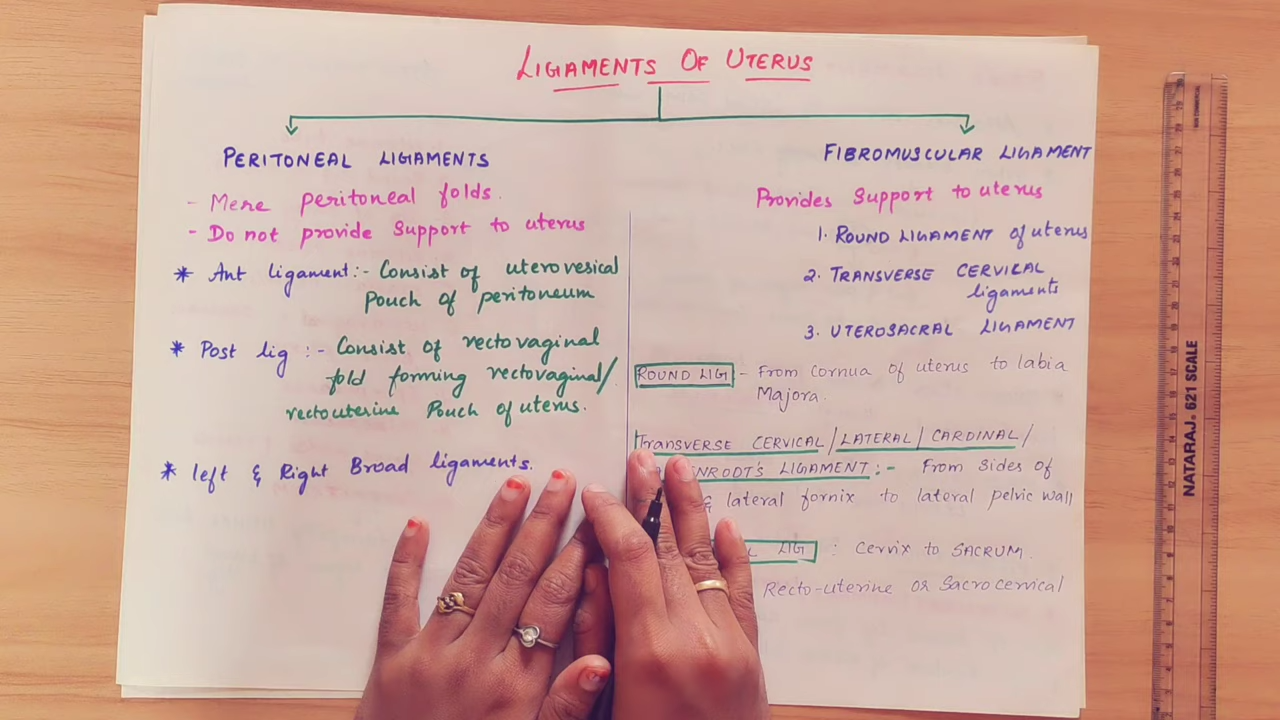 LIGAMENTS OF UTERUS
PERITONEAL LIGAMENTS
- Mere peritoneal folds.
- Do not provide Support to uterus
* Ant ligament:- Consist of uterovesical
Pouch of peritoneum
* Post lig :- Consist of rectovaginal
fold forming rectovaginal/
rectouterine Pouch of uterus.
* left & Right Broad ligaments.
FIBROMUSCULAR LIGAMENT
Provides Support to uterus
1. ROUND LIGAMENT of uterus
2. TRANSVERSE CERVICAL
ligaments
3. UTEROSACRAL LIGAMENT
ROUND LIG - From Cornua of uterus to labia
Majora.
TRANSVERSE CERVICAL / LATERAL / CARDINAL /
LIGAMENT :- From sides of
& lateral fornix to lateral pelvic wall
LIG : Cervix to SACRUM.
Recto-uterine or Sacrocervical
NATARAJ 621 SCALE